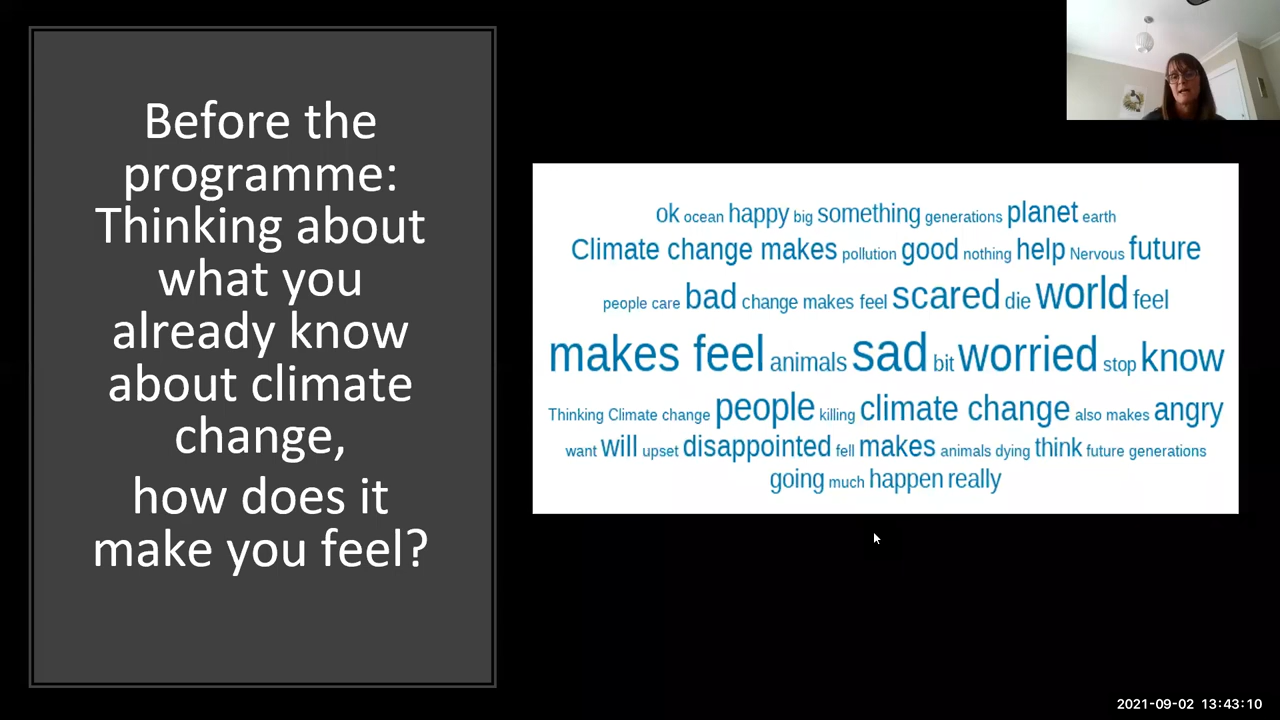 Before the
programme:
Thinking about
what you
already know
about climate
change,
how does it
make you feel?
ok ocean happy big something generations planet earth
Climate change makes pollution good nothing help Nervous future
people care bad change makes feel scared die world feel
makes feel animals sad bit worried stop know
Thinking Climate change people killing climate change also makes angry
want will upset disappointed fell makes animals dying think future generations
going much happen really
2021-09-02 13:43:10